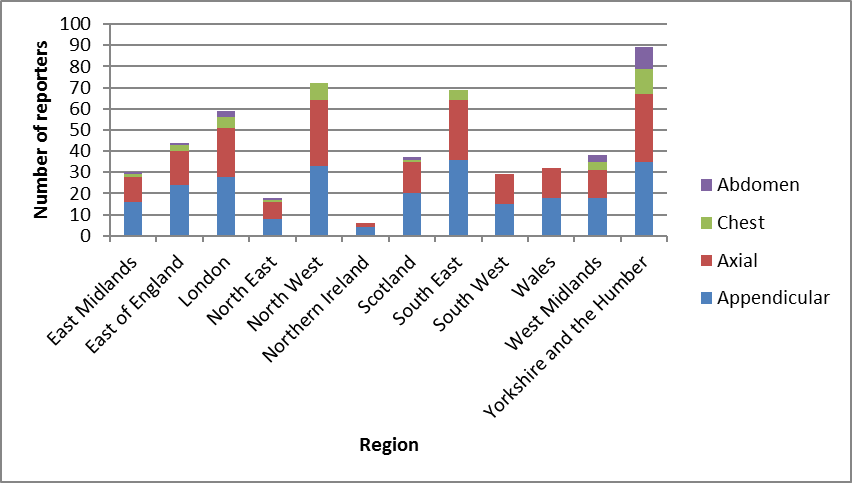 Number of reporters
100
90
80
70
60
50
40
30
20
10
0
East Midlands
East of England
London
North East
North West
Northern Ireland
Scotland
South East
South West
Wales
West Midlands
Yorkshire and the Humber
Region
Abdomen
Chest
Axial
Appendicular